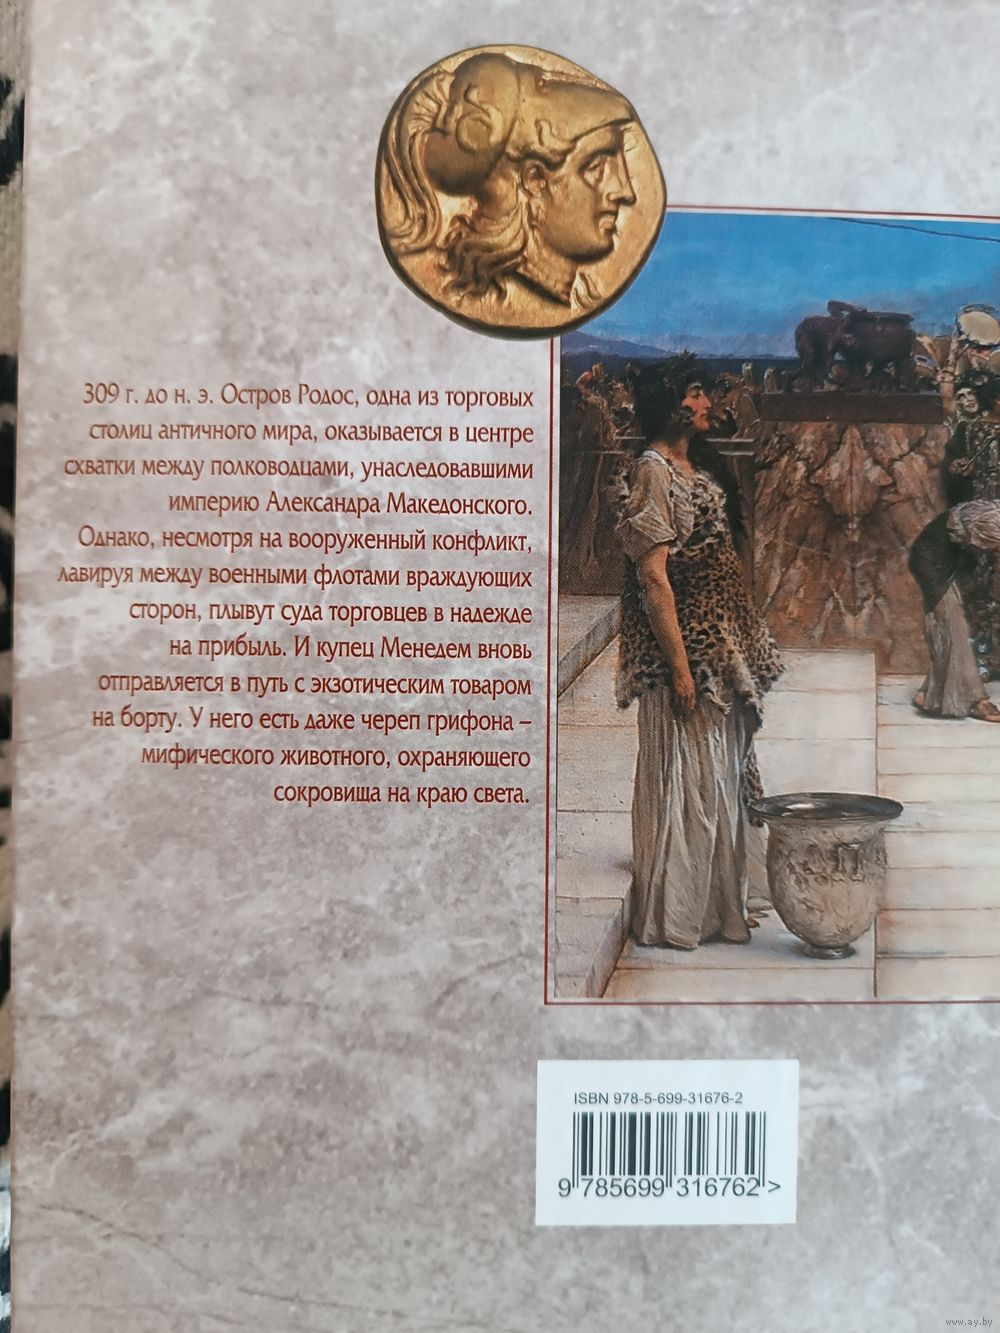 309 г. до н. э. Остров Родос, одна из торговых
столиц античного мира, оказывается в центре
схватки между полководцами, унаследовавшими
империю Александра Македонского.
Однако, несмотря на вооруженный конфликт,
лавируя между военными флотами враждующих
сторон, плывут суда торговцев в надежде
на прибыль. И купец Менедем вновь
отправляется в путь с экзотическим товаром
на борту. У него есть даже череп грифона –
мифического животного, охраняющего
сокровища на краю света.
ISBN 978-5-699-31676-2
9 785699 316762 >
www.ay.by